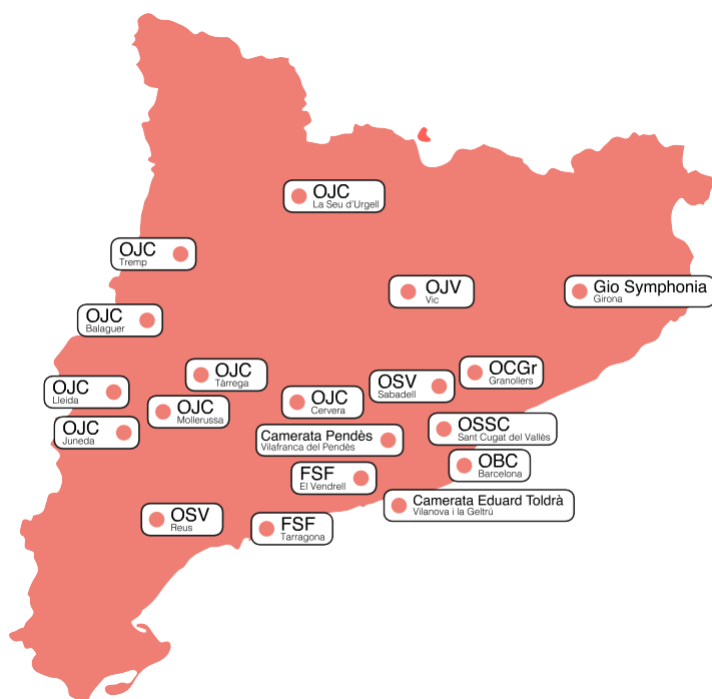 OJC
La Seu d'Urgell
OJC
Tremp
OJV
Vic
Gio Symphonia
Girona
OJC
Balaguer
OJC
Tàrrega
OCGr
Granollers
OSV
Sabadell
OJC
Lleida
OJC
Cervera
OJC
Mollerussa
OJC
Juneda
OSSC
Sant Cugat del Vallès
Camerata Pendès
Vilafranca del Pendès
OBC
Barcelona
FSF
El Vendrell
Camerata Eduard Toldrà
Vilanova i la Geltrú
OSV
Reus
FSF
Tarragona